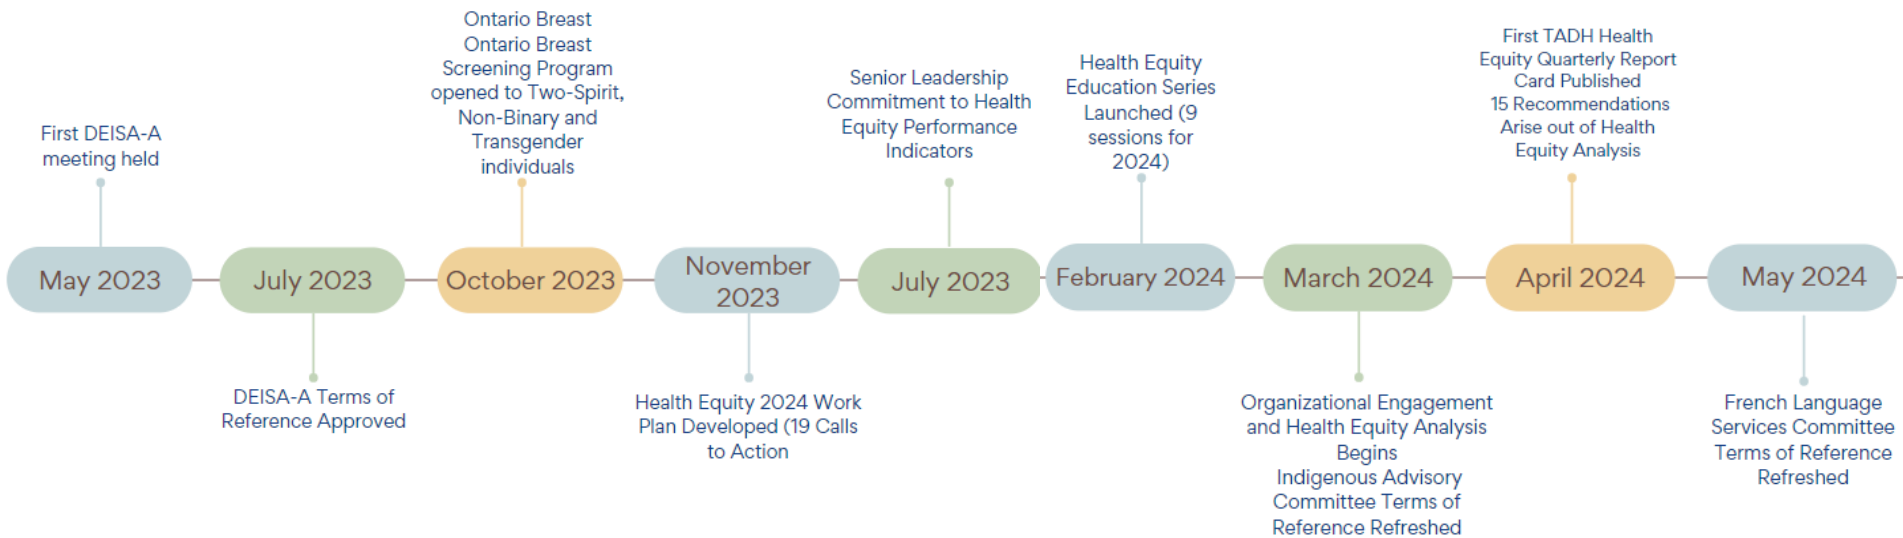 First DEISA-A
meeting held
May 2023
July 2023
DEISA-A Terms of
Reference Approved
Ontario Breast
Ontario Breast
Screening Program
opened to Two-Spirit,
Non-Binary and
Transgender
individuals
October 2023
November
2023
Health Equity 2024 Work
Plan Developed (19 Calls
to Action
Senior Leadership
Commitment to Health
Equity Performance
Indicators
July 2023
Health Equity
Education Series
Launched (9
sessions for
2024)
February 2024
March 2024
Organizational Engagement
and Health Equity Analysis
Begins
Indigenous Advisory
Committee Terms of
Reference Refreshed
First TADH Health
Equity Quarterly Report
Card Published
15 Recommendations
Arise out of Health
Equity Analysis
April 2024
May 2024
French Language
Services Committee
Terms of Reference
Refreshed